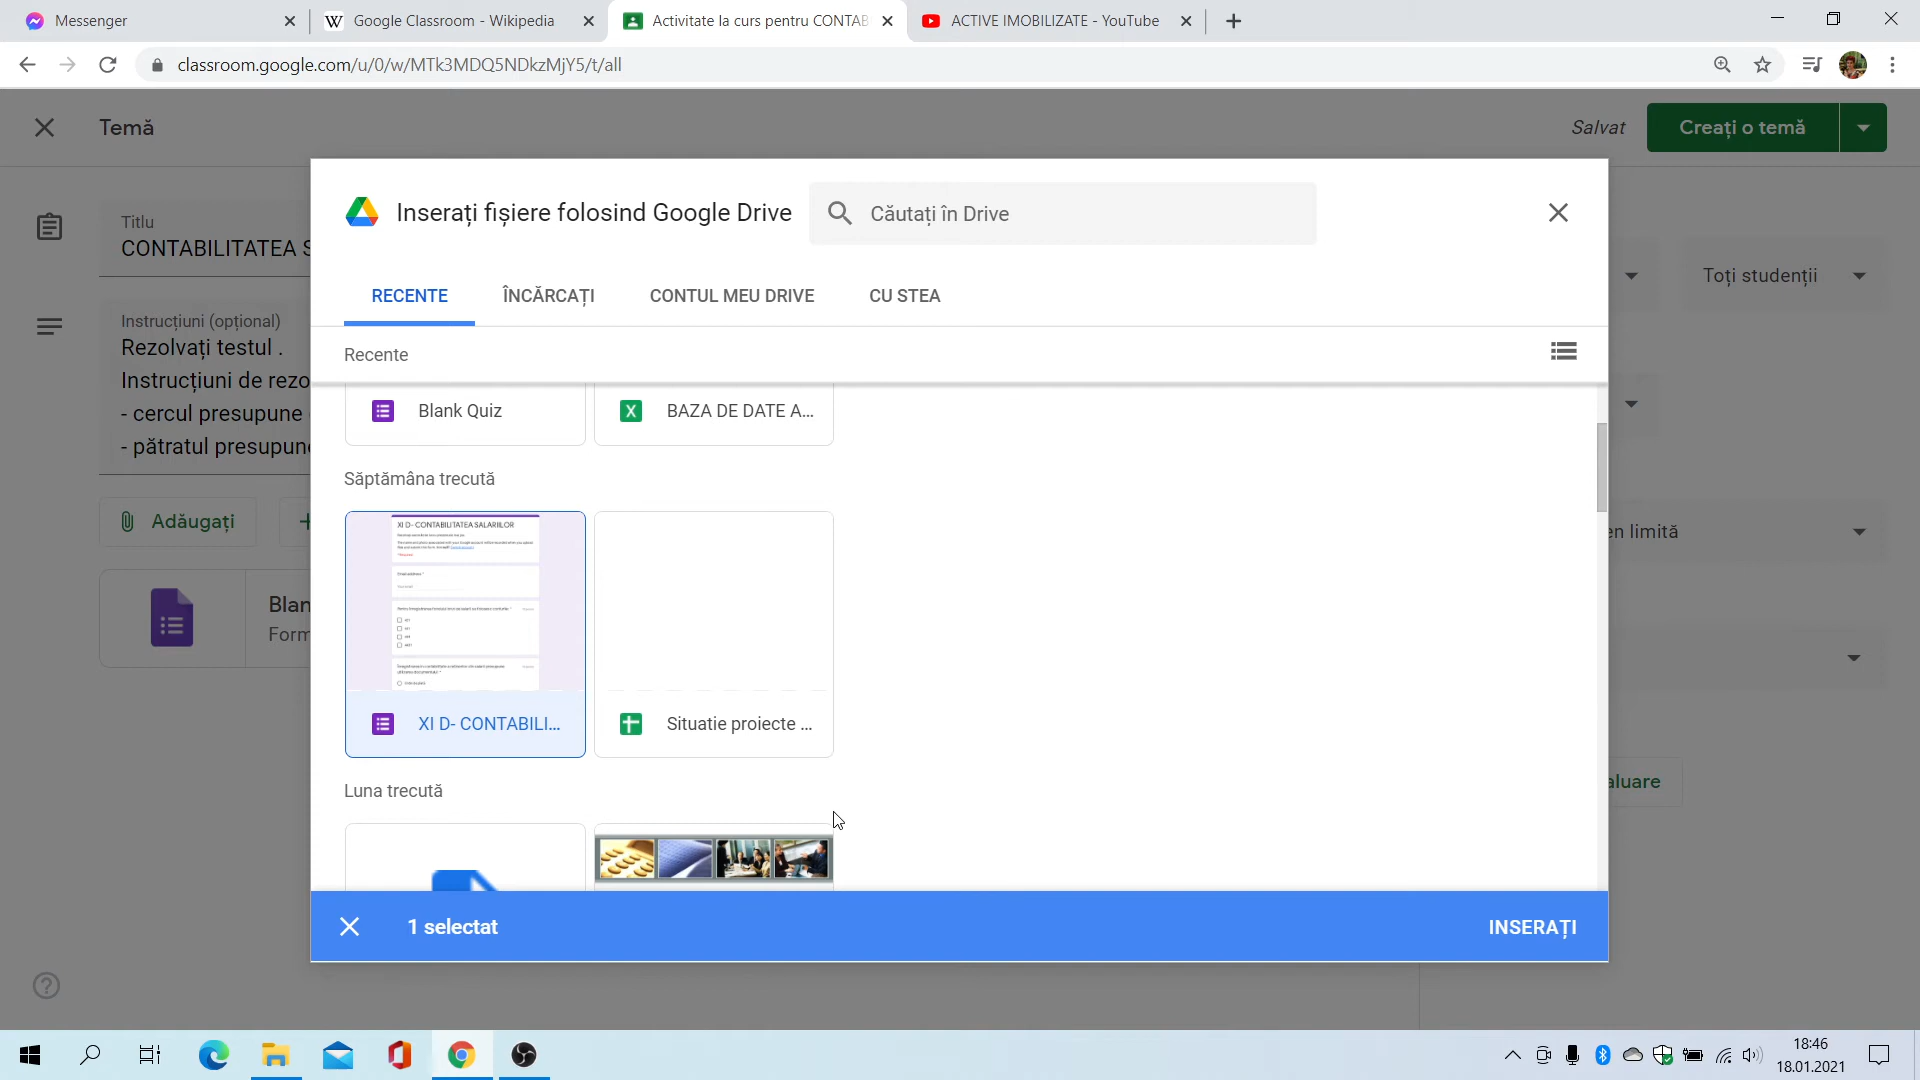 Messenger
Google Classroom - Wikipedia
Activitate la curs pentru CONTAB
ACTIVE IMOBILIZATE - YouTube
classroom.google.com/u/0/w/MTk3MDQ5NDkzMjY5/t/all
Temă
Salvat
Creați o temă
Inserați fișiere folosind Google Drive
Căutați în Drive
Titlu
CONTABILITATEA S
Toți studenții
RECENTE
ÎNCĂRCAȚI
CONTUL MEU DRIVE
CU STEA
Instrucțiuni (opțional)
Rezolvați testul .
Instrucțiuni de rezo
- cercul presupune
- pătratul presupune
Recente
Blank Quiz
BAZA DE DATE A...
Săptămâna trecută
Adăugați
en limită
XI D- CONTABILITATEA SALARIILOR
Email address *
Blan
Form
XI D- CONTABILI...
Situatie proiecte ...
Luna trecută
aluare
1 selectat
INSERAȚI
18:46
18.01.2021